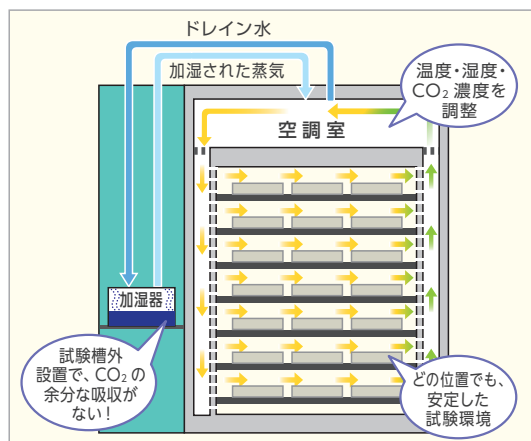 ドレイン水
加湿された蒸気
温度・湿度・
CO₂ 濃度を
調整
空調室
加湿器
試験槽外
設置で、CO₂の
余分な吸収が
ない！
どの位置でも、
安定した
試験環境